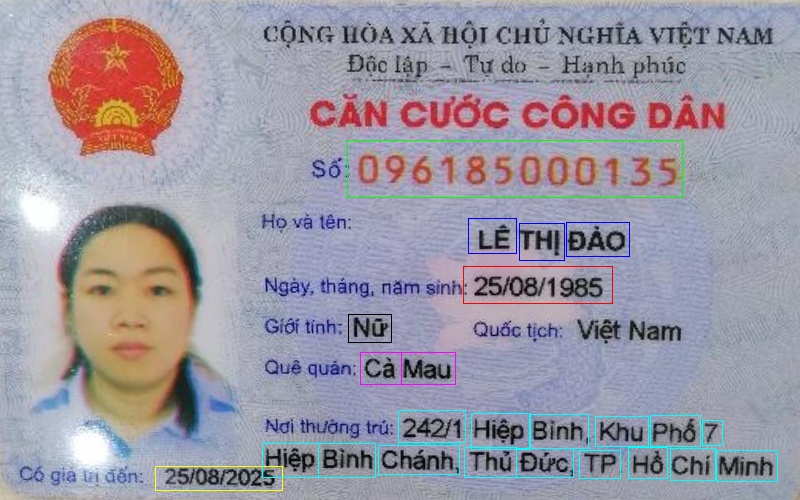 CỘNG HÒA XÃ HỘI CHỦ NGHĨA VIỆT NAM
Độc lập - Tự do - Hạnh phúc
CĂN CƯỚC CÔNG DÂN
Số: 096185000135
Họ và tên: LÊ THỊ ĐÀO
Ngày, tháng, năm sinh: 25/08/1985
Giới tính: Nữ Quốc tịch: Việt Nam
Quê quán: Cà Mau
Nơi thường trú: 242/1 Hiệp Bình, Khu Phố 7
Hiệp Bình Chánh, Thủ Đức, TP. Hồ Chí Minh
Có giá trị đến: 25/08/2025